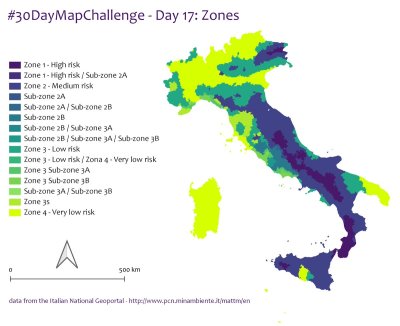 #30DayMapChallenge - Day 17: Zones
Zone 1 - High risk
Zone 1 - High risk / Sub-zone 2A
Zone 2 - Medium risk
Sub-zone 2A
Sub-zone 2A / Sub-zone 2B
Sub-zone 2B
Sub-zone 2B / Sub-zone 3A
Sub-zone 2B / Sub-zone 3A / Sub-zone 3B
Zone 3 - Low risk
Zone 3 - Low risk / Zona 4 - Very low risk
Zone 3 Sub-zone 3A
Zone 3 Sub-zone 3B
Sub-zone 3A / Sub-zone 3B
Zone 3s
Zone 4 - Very low risk
0 500 km
data from the Italian National Geoportal - http://www.pcn.minambiente.it/mattm/en